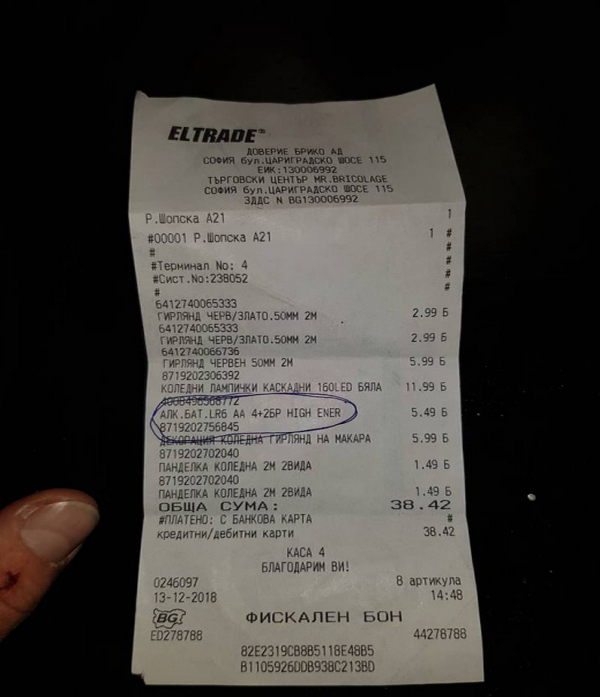 ELTRADE®
ДОВЕРИЕ БРИКО АД
СОФИЯ бул.ЦАРИГРАДСКО ШОСЕ 115
ЕИК:130006992
ТЪРГОВСКИ ЦЕНТЪР MR.BRICOLAGE
СОФИЯ бул.ЦАРИГРАДСКО ШОСЕ 115
ЗДДС N BG130006992
Р.Шопска А21 1
#00001 Р.Шопска А21 1 #
# #
#Терминал No: 4 #
#Сист.No:238052 #
# #
6412740065333
ГИРЛЯНД ЧЕРВ/ЗЛАТО.50ММ 2М 2.99 Б
6412740065333
ГИРЛЯНД ЧЕРВ/ЗЛАТО.50ММ 2М 2.99 Б
6412740066736
ГИРЛЯНД ЧЕРВЕН 50ММ 2М 5.99 Б
8719202306392
КОЛЕДНИ ЛАМПИЧКИ КАСКАДНИ 160LED БЯЛА 11.99 Б
4008496568772
АЛК.БАТ.LR6 AA 4+2БР HIGH ENER 5.49 Б
8719202756845
ДЕКОРАЦИЯ КОЛЕДНА ГИРЛЯНД НА МАКАРА 5.99 Б
8719202702040
ПАНДЕЛКА КОЛЕДНА 2М 2ВИДА 1.49 Б
8719202702040
ПАНДЕЛКА КОЛЕДНА 2М 2ВИДА 1.49 Б
ОБЩА СУМА: 38.42
#ПЛАТЕНО: С БАНКОВА КАРТА #
кредитни/дебитни карти 38.42
КАСА 4
БЛАГОДАРИМ ВИ!
0246097 8 артикула
13-12-2018 14:48
BG ФИСКАЛЕН БОН
ED278788 44278788
82E2319CB8B5118E48B5
B1105926DDB938C213BD